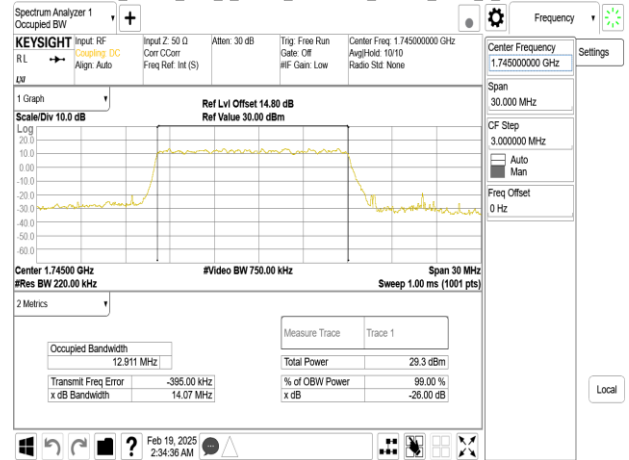 Spectrum Analyzer 1
Occupied BW
Frequency
KEYSIGHT
RL
LXI
Input: RF
Coupling: DC
Align: Auto
Input Z: 50 Ω
Corr CCorr
Freq Ref: Int (S)
Atten: 30 dB
Trig: Free Run
Gate: Off
#IF Gain: Low
Center Freq: 1.745000000 GHz
Avg|Hold: 10/10
Radio Std: None
Center Frequency
1.745000000 GHz
Settings
Span
30.000 MHz
CF Step
3.000000 MHz
Auto
Man
Freq Offset
0 Hz
Local
1 Graph
Scale/Div 10.0 dB
Ref Lvl Offset 14.80 dB
Ref Value 30.00 dBm
Log
20.0
10.0
0.00
-10.0
-20.0
-30.0
-40.0
-50.0
-60.0
Center 1.74500 GHz
#Video BW 750.00 kHz
Span 30 MHz
#Res BW 220.00 kHz
Sweep 1.00 ms (1001 pts)
2 Metrics
Measure Trace Trace 1
Occupied Bandwidth
12.911 MHz
Total Power 29.3 dBm
Transmit Freq Error -395.00 kHz
% of OBW Power 99.00 %
x dB Bandwidth 14.07 MHz
x dB -26.00 dB
?
Feb 19, 2025
2:34:36 AM